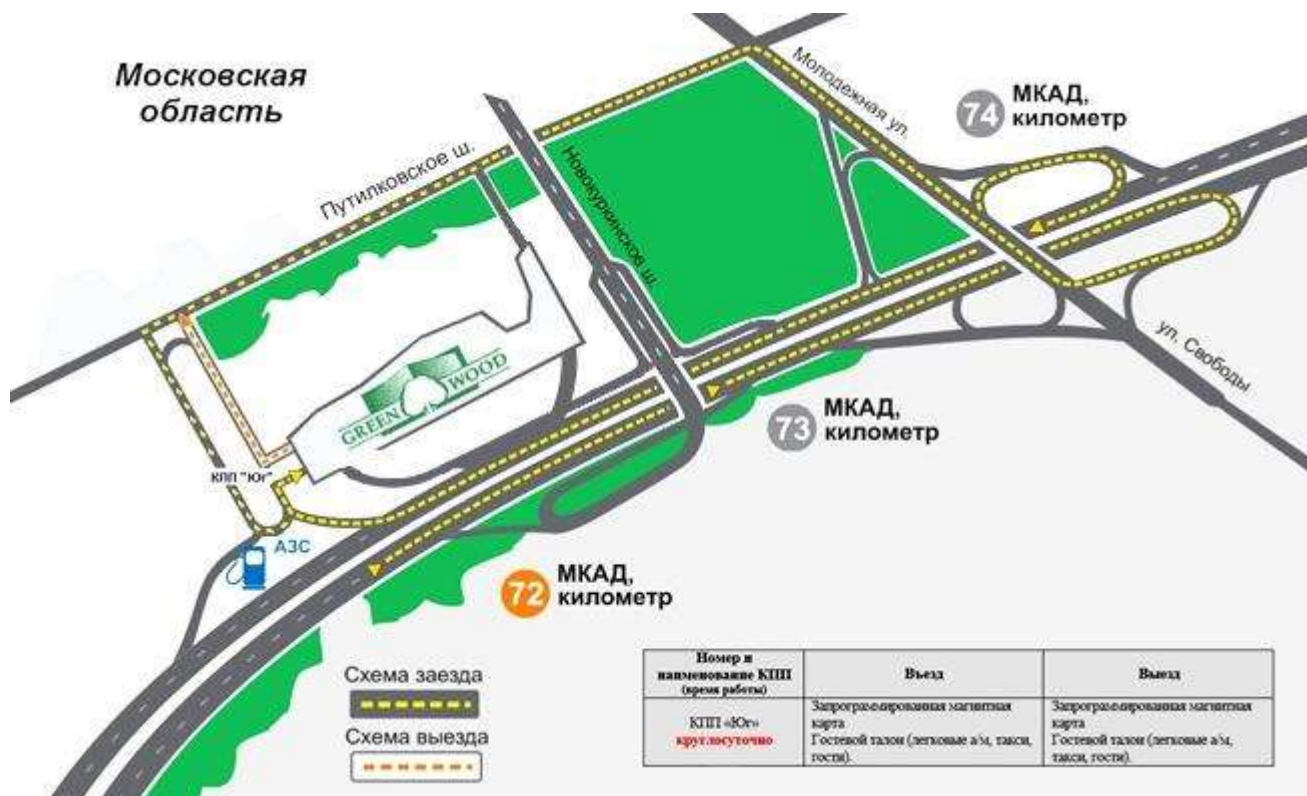 Московская
область
Путилковское ш.
Новокуркинское ш.
Молодежная ул.
74
МКАД,
километр
ул. Свободы
GREEN WOOD
73
МКАД,
километр
КПП "Юг"
АЗС
72
МКАД,
километр
Схема заезда
Схема выезда
Номер и
наименование КПП
(время работы)
Въезд
Выезд
КПП «Юг»
круглосуточно
Запрограммированная магнитная
карта
Гостевой талон (легковые а/м, такси,
гости).
Запрограммированная магнитная
карта
Гостевой талон (легковые а/м,
такси, гости).